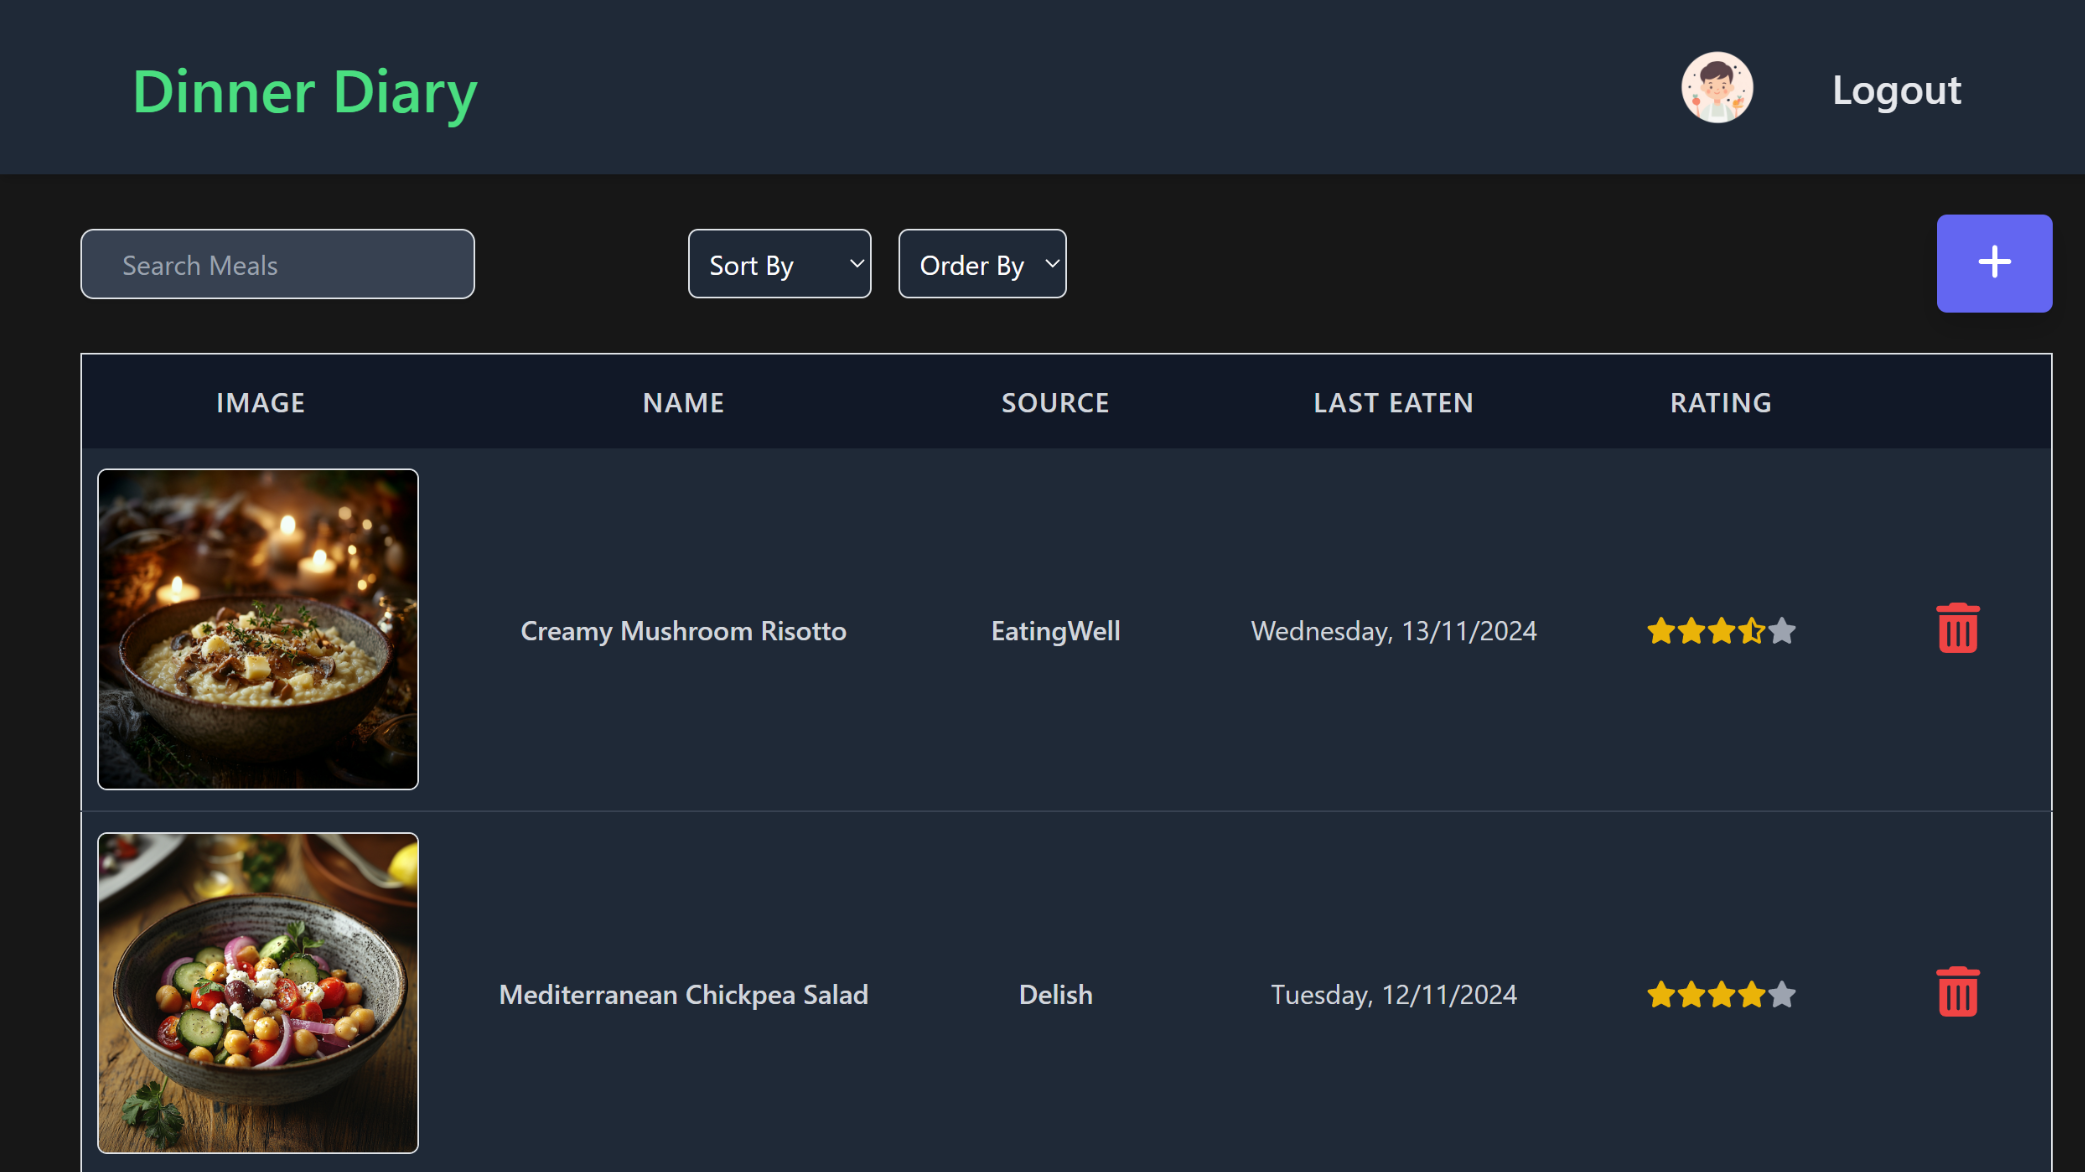 Dinner Diary
Logout
Search Meals
Sort By
Order By
IMAGE NAME SOURCE LAST EATEN RATING
Creamy Mushroom Risotto EatingWell Wednesday, 13/11/2024
Mediterranean Chickpea Salad Delish Tuesday, 12/11/2024